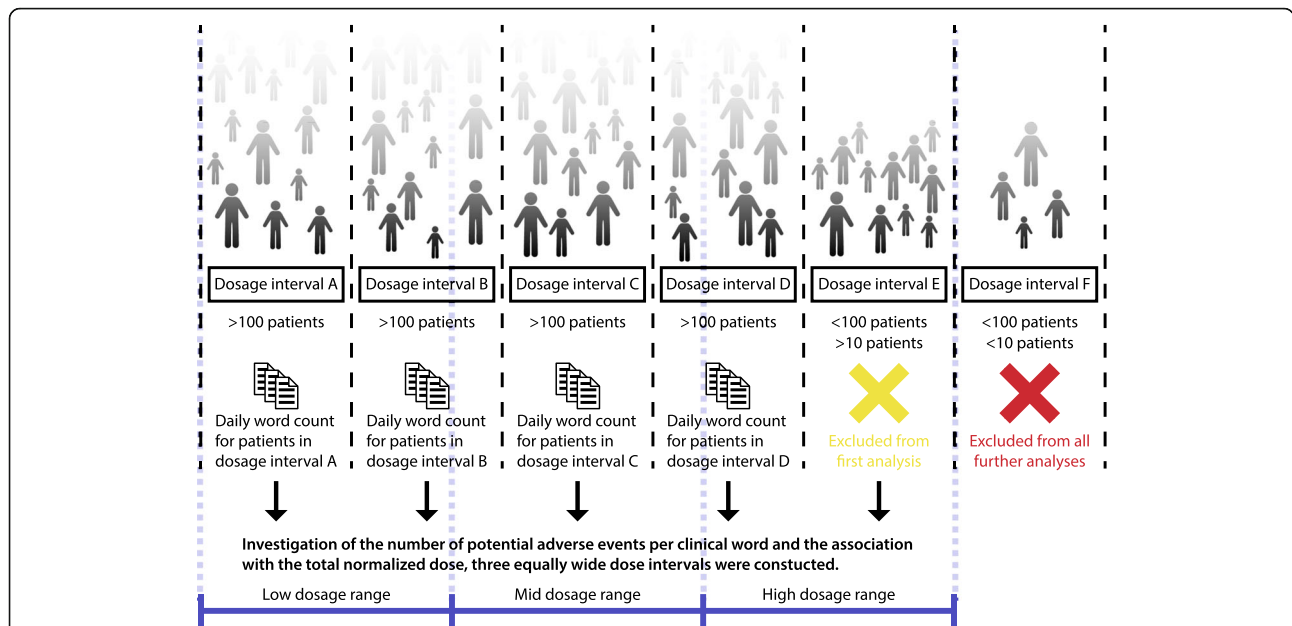 Dosage interval A
Dosage interval B
Dosage interval C
Dosage interval D
Dosage interval E
Dosage interval F
>100 patients
>100 patients
>100 patients
>100 patients
<100 patients
>10 patients
<100 patients
<10 patients
Daily word count
for patients in
dosage interval A
Daily word count
for patients in
dosage interval B
Daily word count
for patients in
dosage interval C
Daily word count
for patients in
dosage interval D
Excluded from
first analysis
Excluded from all
further analyses
Investigation of the number of potential adverse events per clinical word and the association
with the total normalized dose, three equally wide dose intervals were constucted.
Low dosage range
Mid dosage range
High dosage range